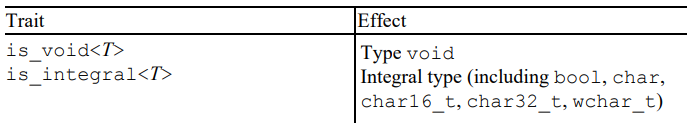 Trait Effect
is_void<T> Type void
is_integral<T> Integral type (including bool, char,
char16_t, char32_t, wchar_t)